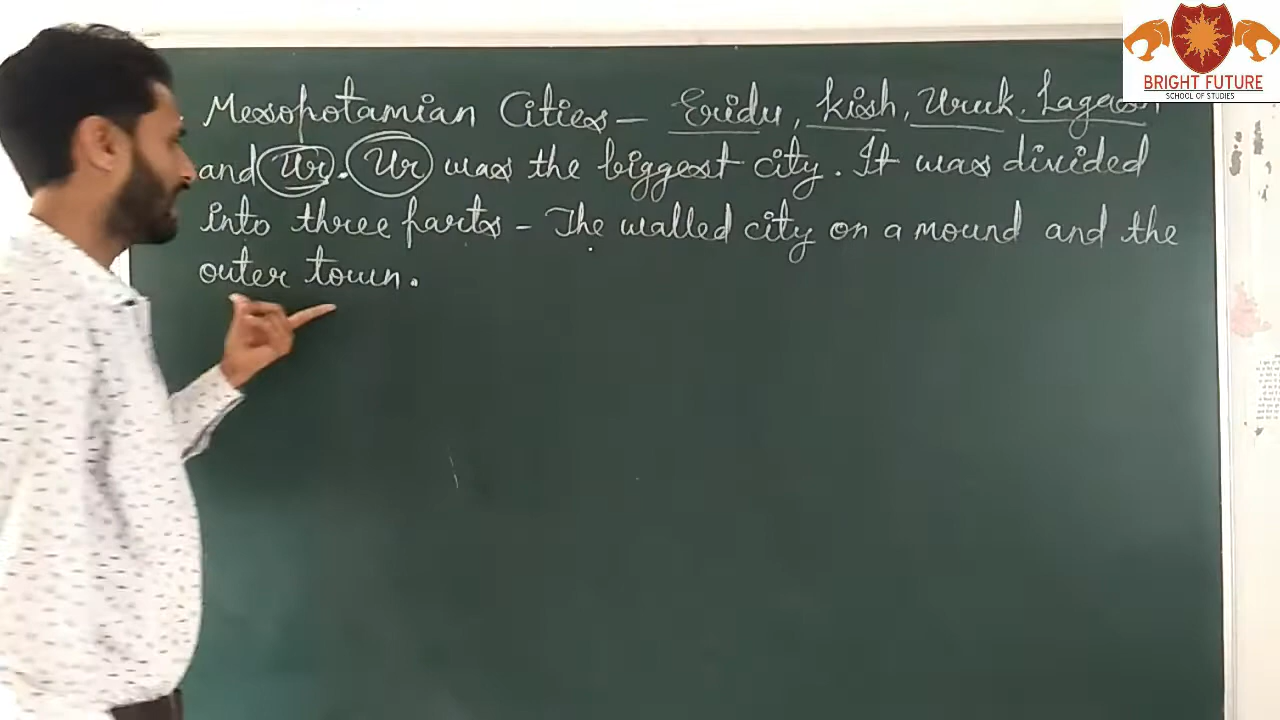 BRIGHT FUTURE
SCHOOL OF STUDIES
Mesopotamian Cities – Eridu, Kish, Uruk, Lagash
and Ur. Ur was the biggest city. It was divided
into three parts – The walled city on a mound and the
outer town.